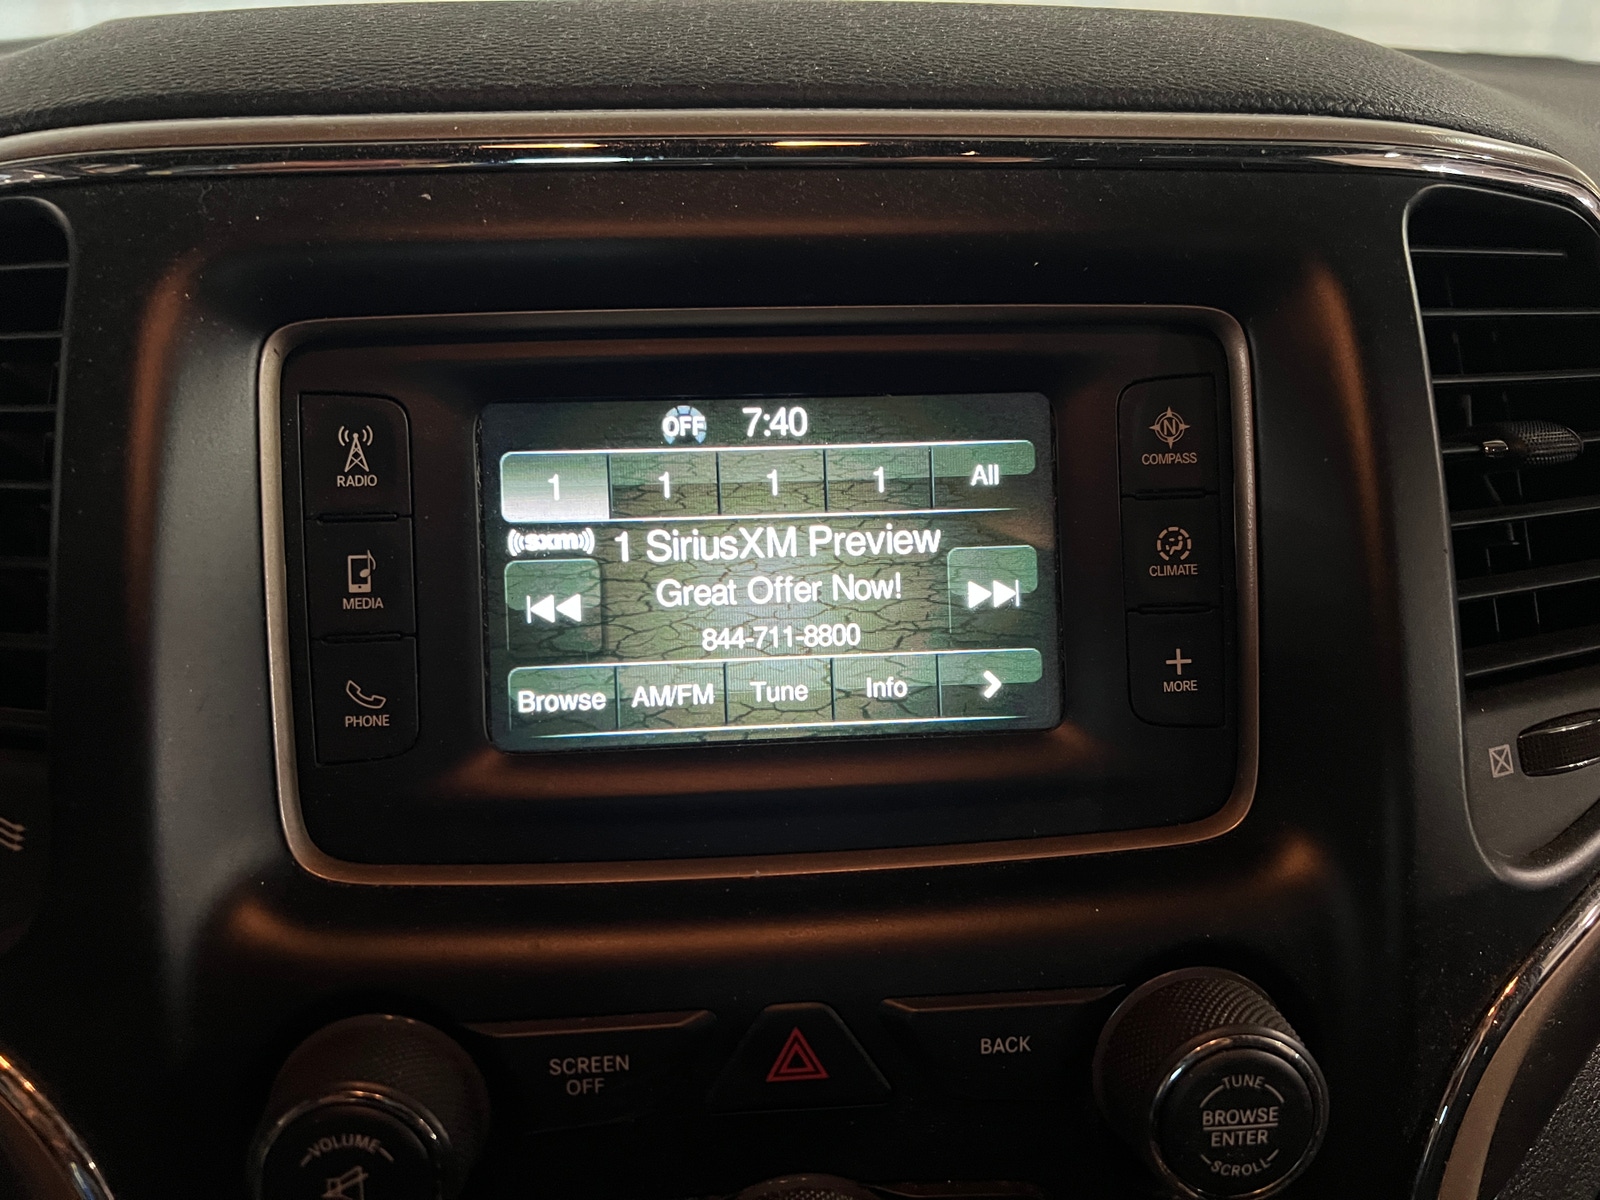 OFF 7:40
1 1 1 1 All
((sxm)) 1 SiriusXM Preview
Great Offer Now!
844-711-8800
Browse AM/FM Tune Info
RADIO
MEDIA
PHONE
N
COMPASS
CLIMATE
MORE
SCREEN
OFF
BACK
VOLUME
TUNE
BROWSE
ENTER
SCROLL